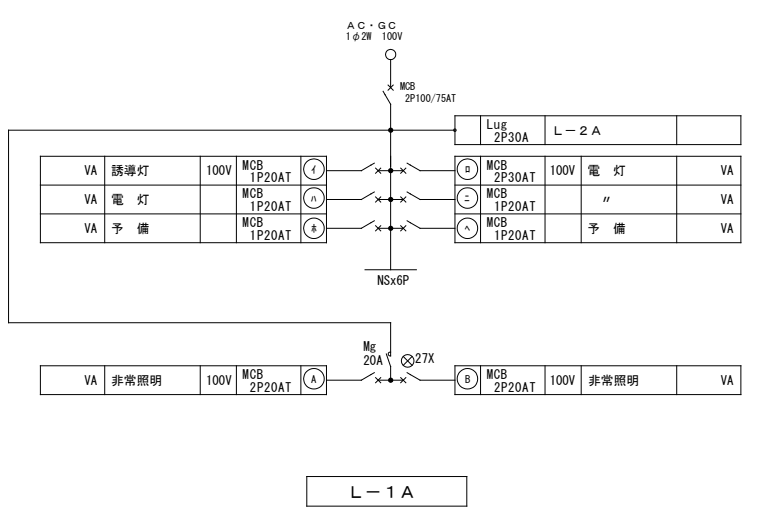 AC・GC
1φ2W 100V
MCB
2P100/75AT
Lug
2P30A
L－2A
VA 誘導灯 100V MCB 1P20AT イ
ロ MCB 2P30AT 100V 電 灯 VA
VA 電 灯 MCB 1P20AT ハ
ニ MCB 1P20AT 〃 VA
VA 予 備 MCB 1P20AT ホ
ヘ MCB 1P20AT 予 備 VA
NSx6P
Mg
20A
27X
VA 非常照明 100V MCB 2P20AT A
B MCB 2P20AT 100V 非常照明 VA
L－1A